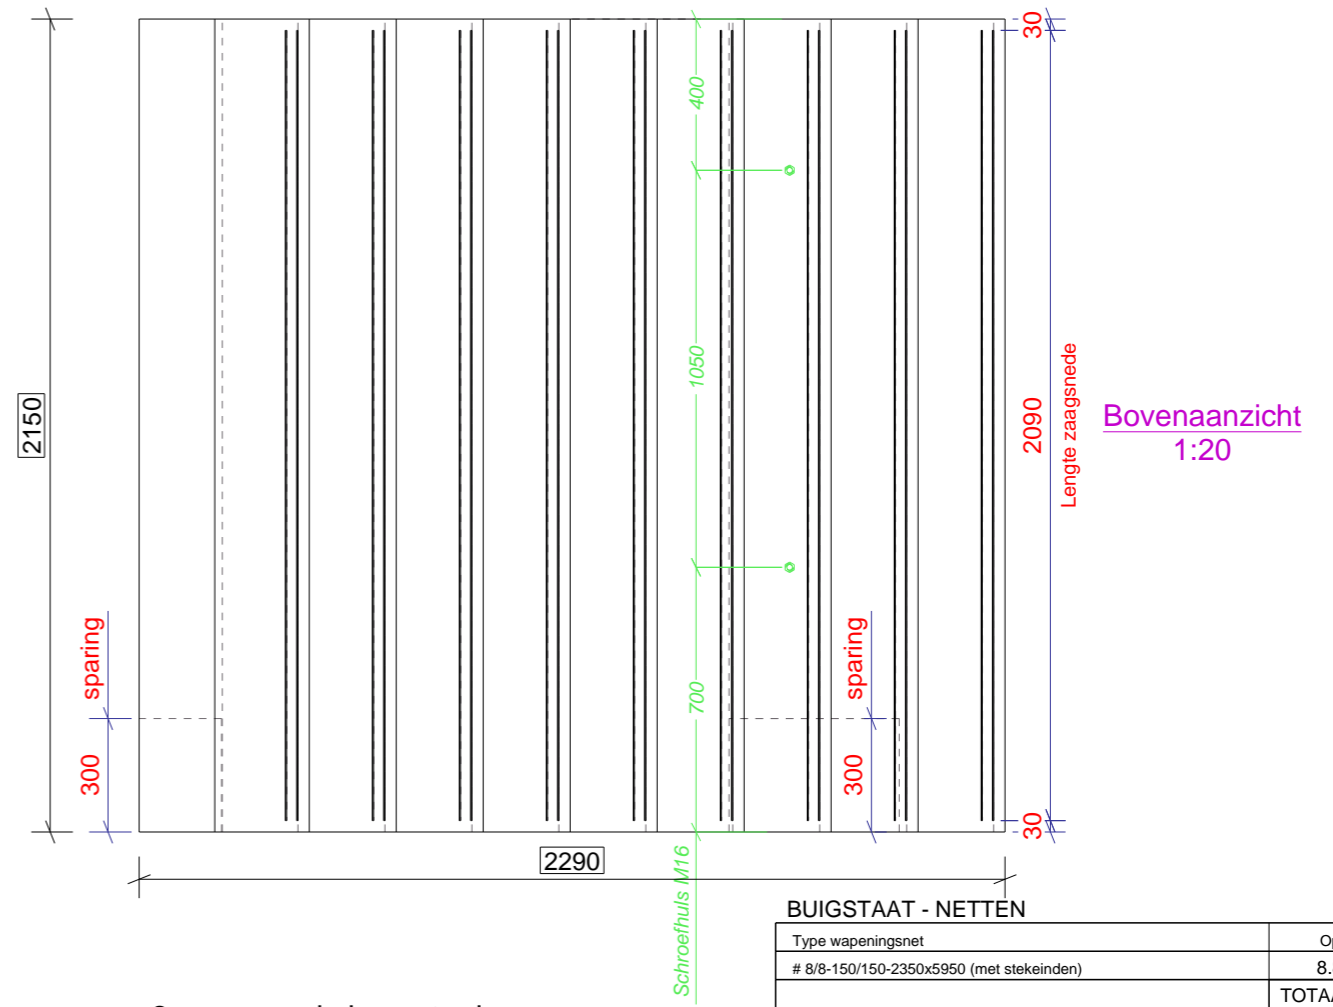 30
400
1050
2150
2090
Lengte zaagsnede
Bovenaanzicht
1:20
sparing
sparing
700
300
300
30
2290
Schroefhuls M16
BUIGSTAAT - NETTEN
Type wapeningsnet
# 8/8-150/150-2350x5950 (met stekeinden)